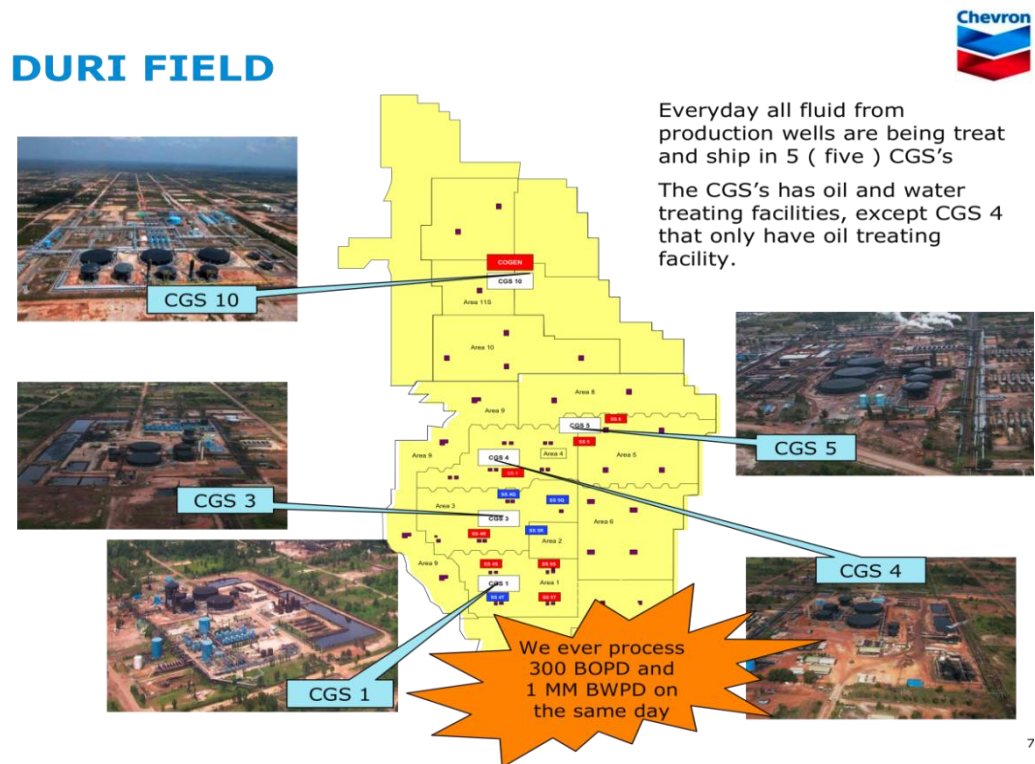 Chevron
DURI FIELD
Everyday all fluid from
production wells are being treat
and ship in 5 ( five ) CGS’s
The CGS’s has oil and water
treating facilities, except CGS 4
that only have oil treating
facility.
COGEN
CGS 10
CGS 10
Area 11S
Area 10
Area 8
Area 9
CGS 5
Area 9
CGS 4
Area 4
Area 5
CGS 5
CGS 3
Area 3
CGS 3
Area 2
Area 6
Area 9
CGS 1
Area 1
CGS 4
CGS 1
We ever process
300 BOPD and
1 MM BWPD on
the same day
7